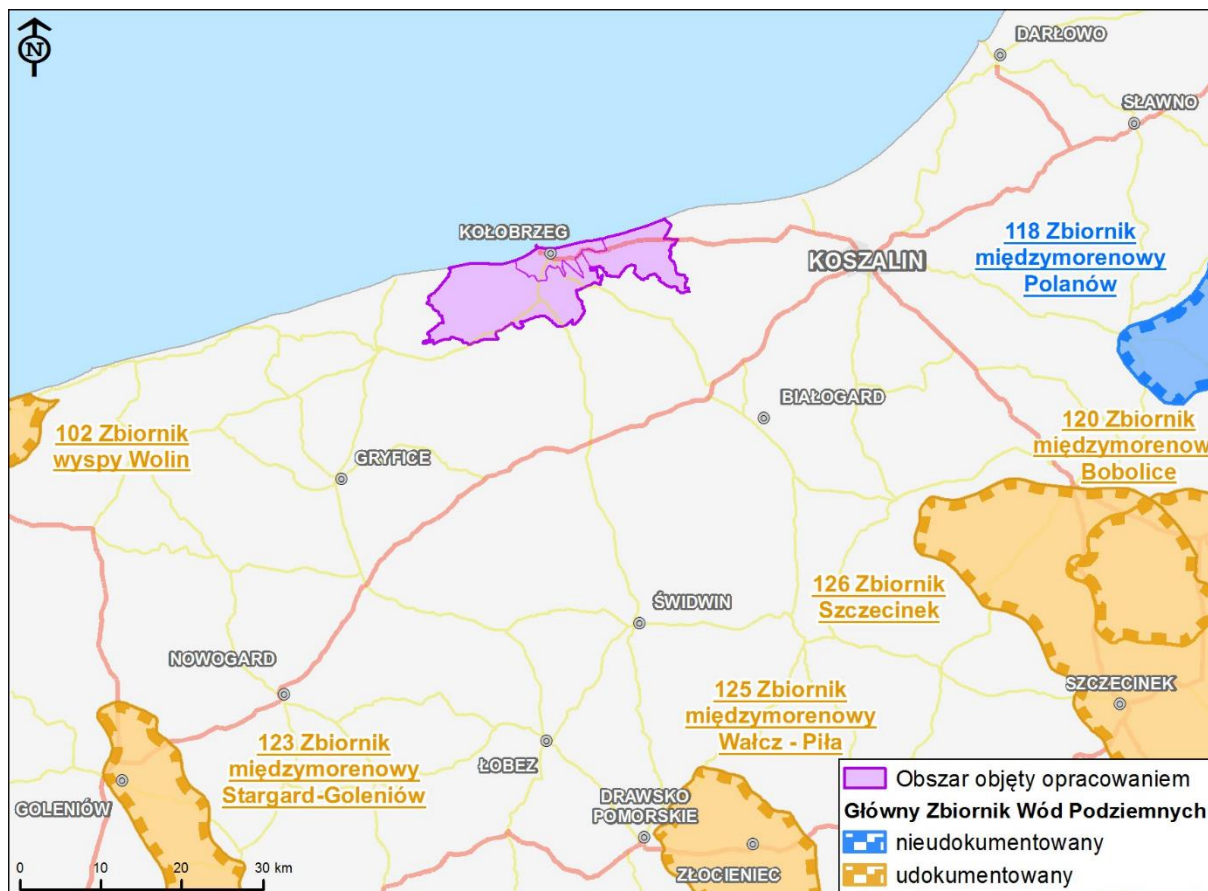 N
DARŁOWO
SŁAWNO
KOŁOBRZEG
KOSZALIN
118 Zbiornik
międzymorenowy
Polanów
BIAŁOGARD
102 Zbiornik
wyspy Wolin
GRYFICE
120 Zbiornik
międzymorenow
Bobolice
126 Zbiornik
Szczecinek
ŚWIDWIN
NOWOGARD
SZCZECINEK
125 Zbiornik
międzymorenowy
Wałcz - Piła
123 Zbiornik
międzymorenowy
Stargard-Goleniów
ŁOBEZ
GOLENIÓW
DRAWSKO
POMORSKIE
ZŁOCIENIEC
0 10 20 30 km
Obszar objęty opracowaniem
Główny Zbiornik Wód Podziemnych
nieudokumentowany
udokumentowany